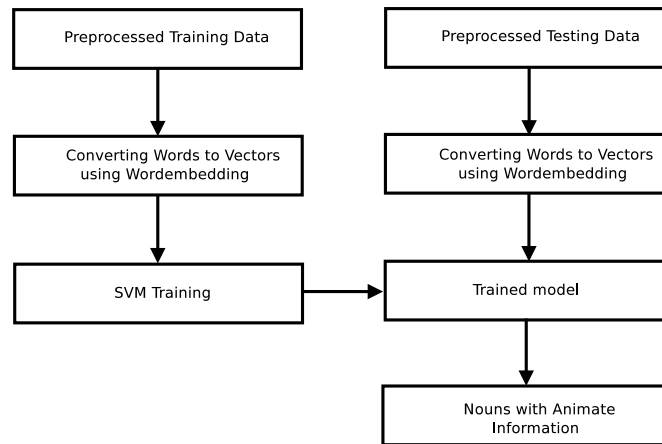 Preprocessed Training Data
Preprocessed Testing Data
Converting Words to Vectors
using Wordembedding
Converting Words to Vectors
using Wordembedding
SVM Training
Trained model
Nouns with Animate
Information